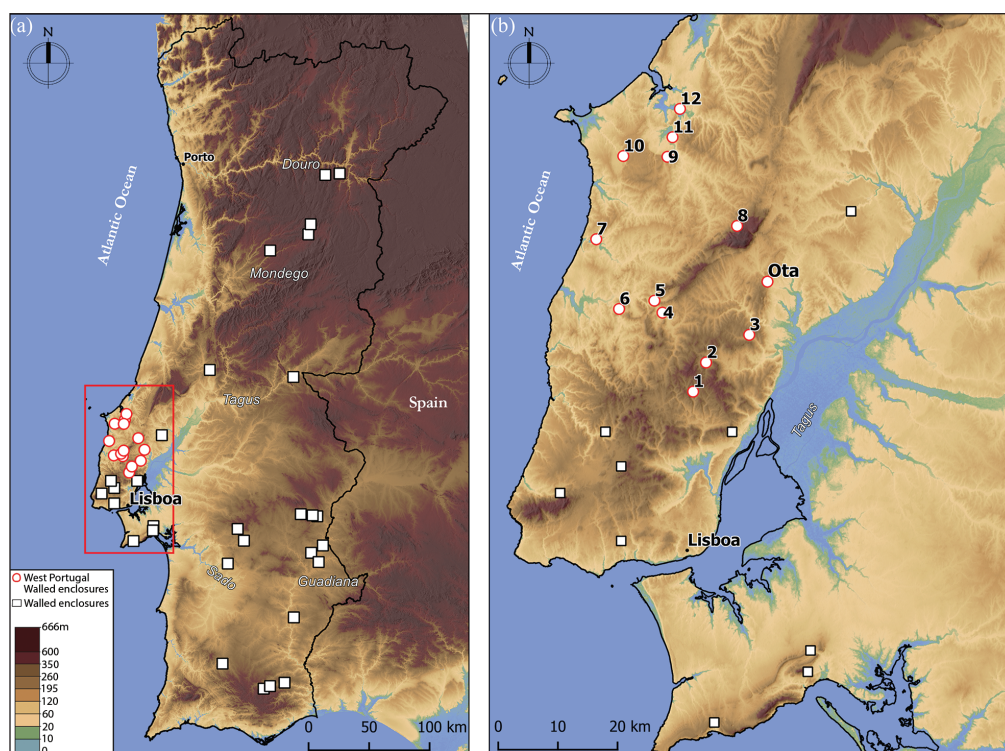 (a)
N
Porto
Douro
Atlantic Ocean
Mondego
Tagus
Spain
Lisboa
Sado
Guadiana
West Portugal
Walled enclosures
Walled enclosures
666m
600
350
260
195
120
60
20
10
0
0 50 100 km
(b)
N
12
11
10
9
Atlantic Ocean
8
7
Ota
5
6
4
3
2
1
Tagus
Lisboa
0 20 40 km